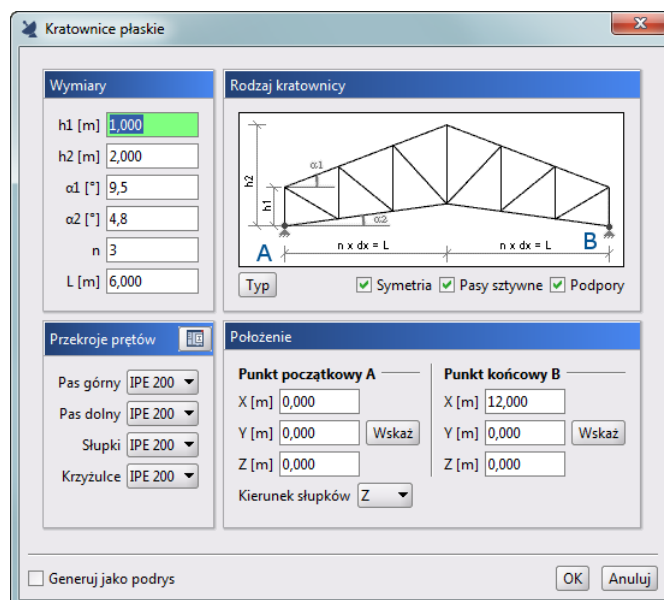 Kratownice płaskie
Wymiary
h1 [m] 1,000
h2 [m] 2,000
α1 [°] 9,5
α2 [°] 4,8
n 3
L [m] 6,000
Rodzaj kratownicy
h2
h1
α1
α2
A
B
n x dx = L
n x dx = L
Typ
Symetria
Pasy sztywne
Podpory
Przekroje prętów
Pas górny IPE 200
Pas dolny IPE 200
Słupki IPE 200
Krzyżulce IPE 200
Położenie
Punkt początkowy A
X [m] 0,000
Y [m] 0,000 Wskaż
Z [m] 0,000
Kierunek słupków Z
Punkt końcowy B
X [m] 12,000
Y [m] 0,000 Wskaż
Z [m] 0,000
Generuj jako podrys
OK
Anuluj